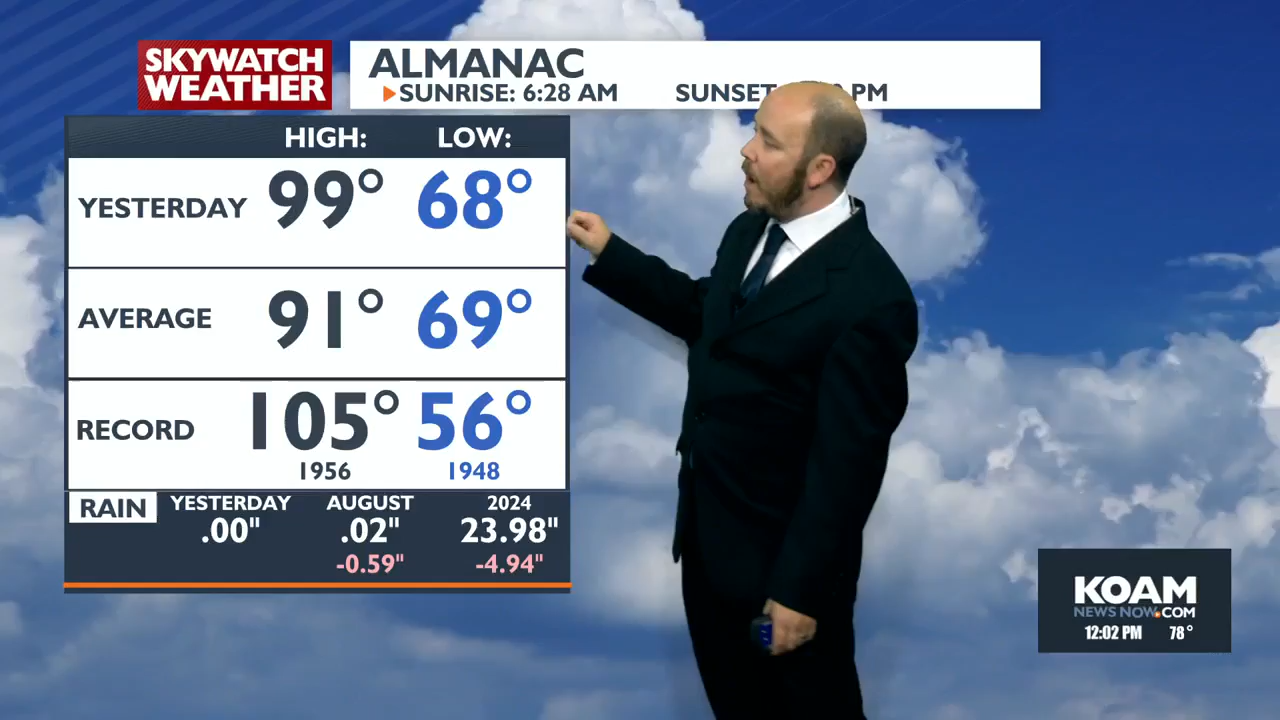 SKYWATCH
WEATHER
ALMANAC
SUNRISE: 6:28 AM SUNSET PM
HIGH: LOW:
YESTERDAY 99° 68°
AVERAGE 91° 69°
RECORD 105° 56°
1956 1948
RAIN YESTERDAY AUGUST 2024
.00" .02" 23.98"
-0.59" -4.94"
KOAM
NEWS NOW.COM
12:02 PM 78°